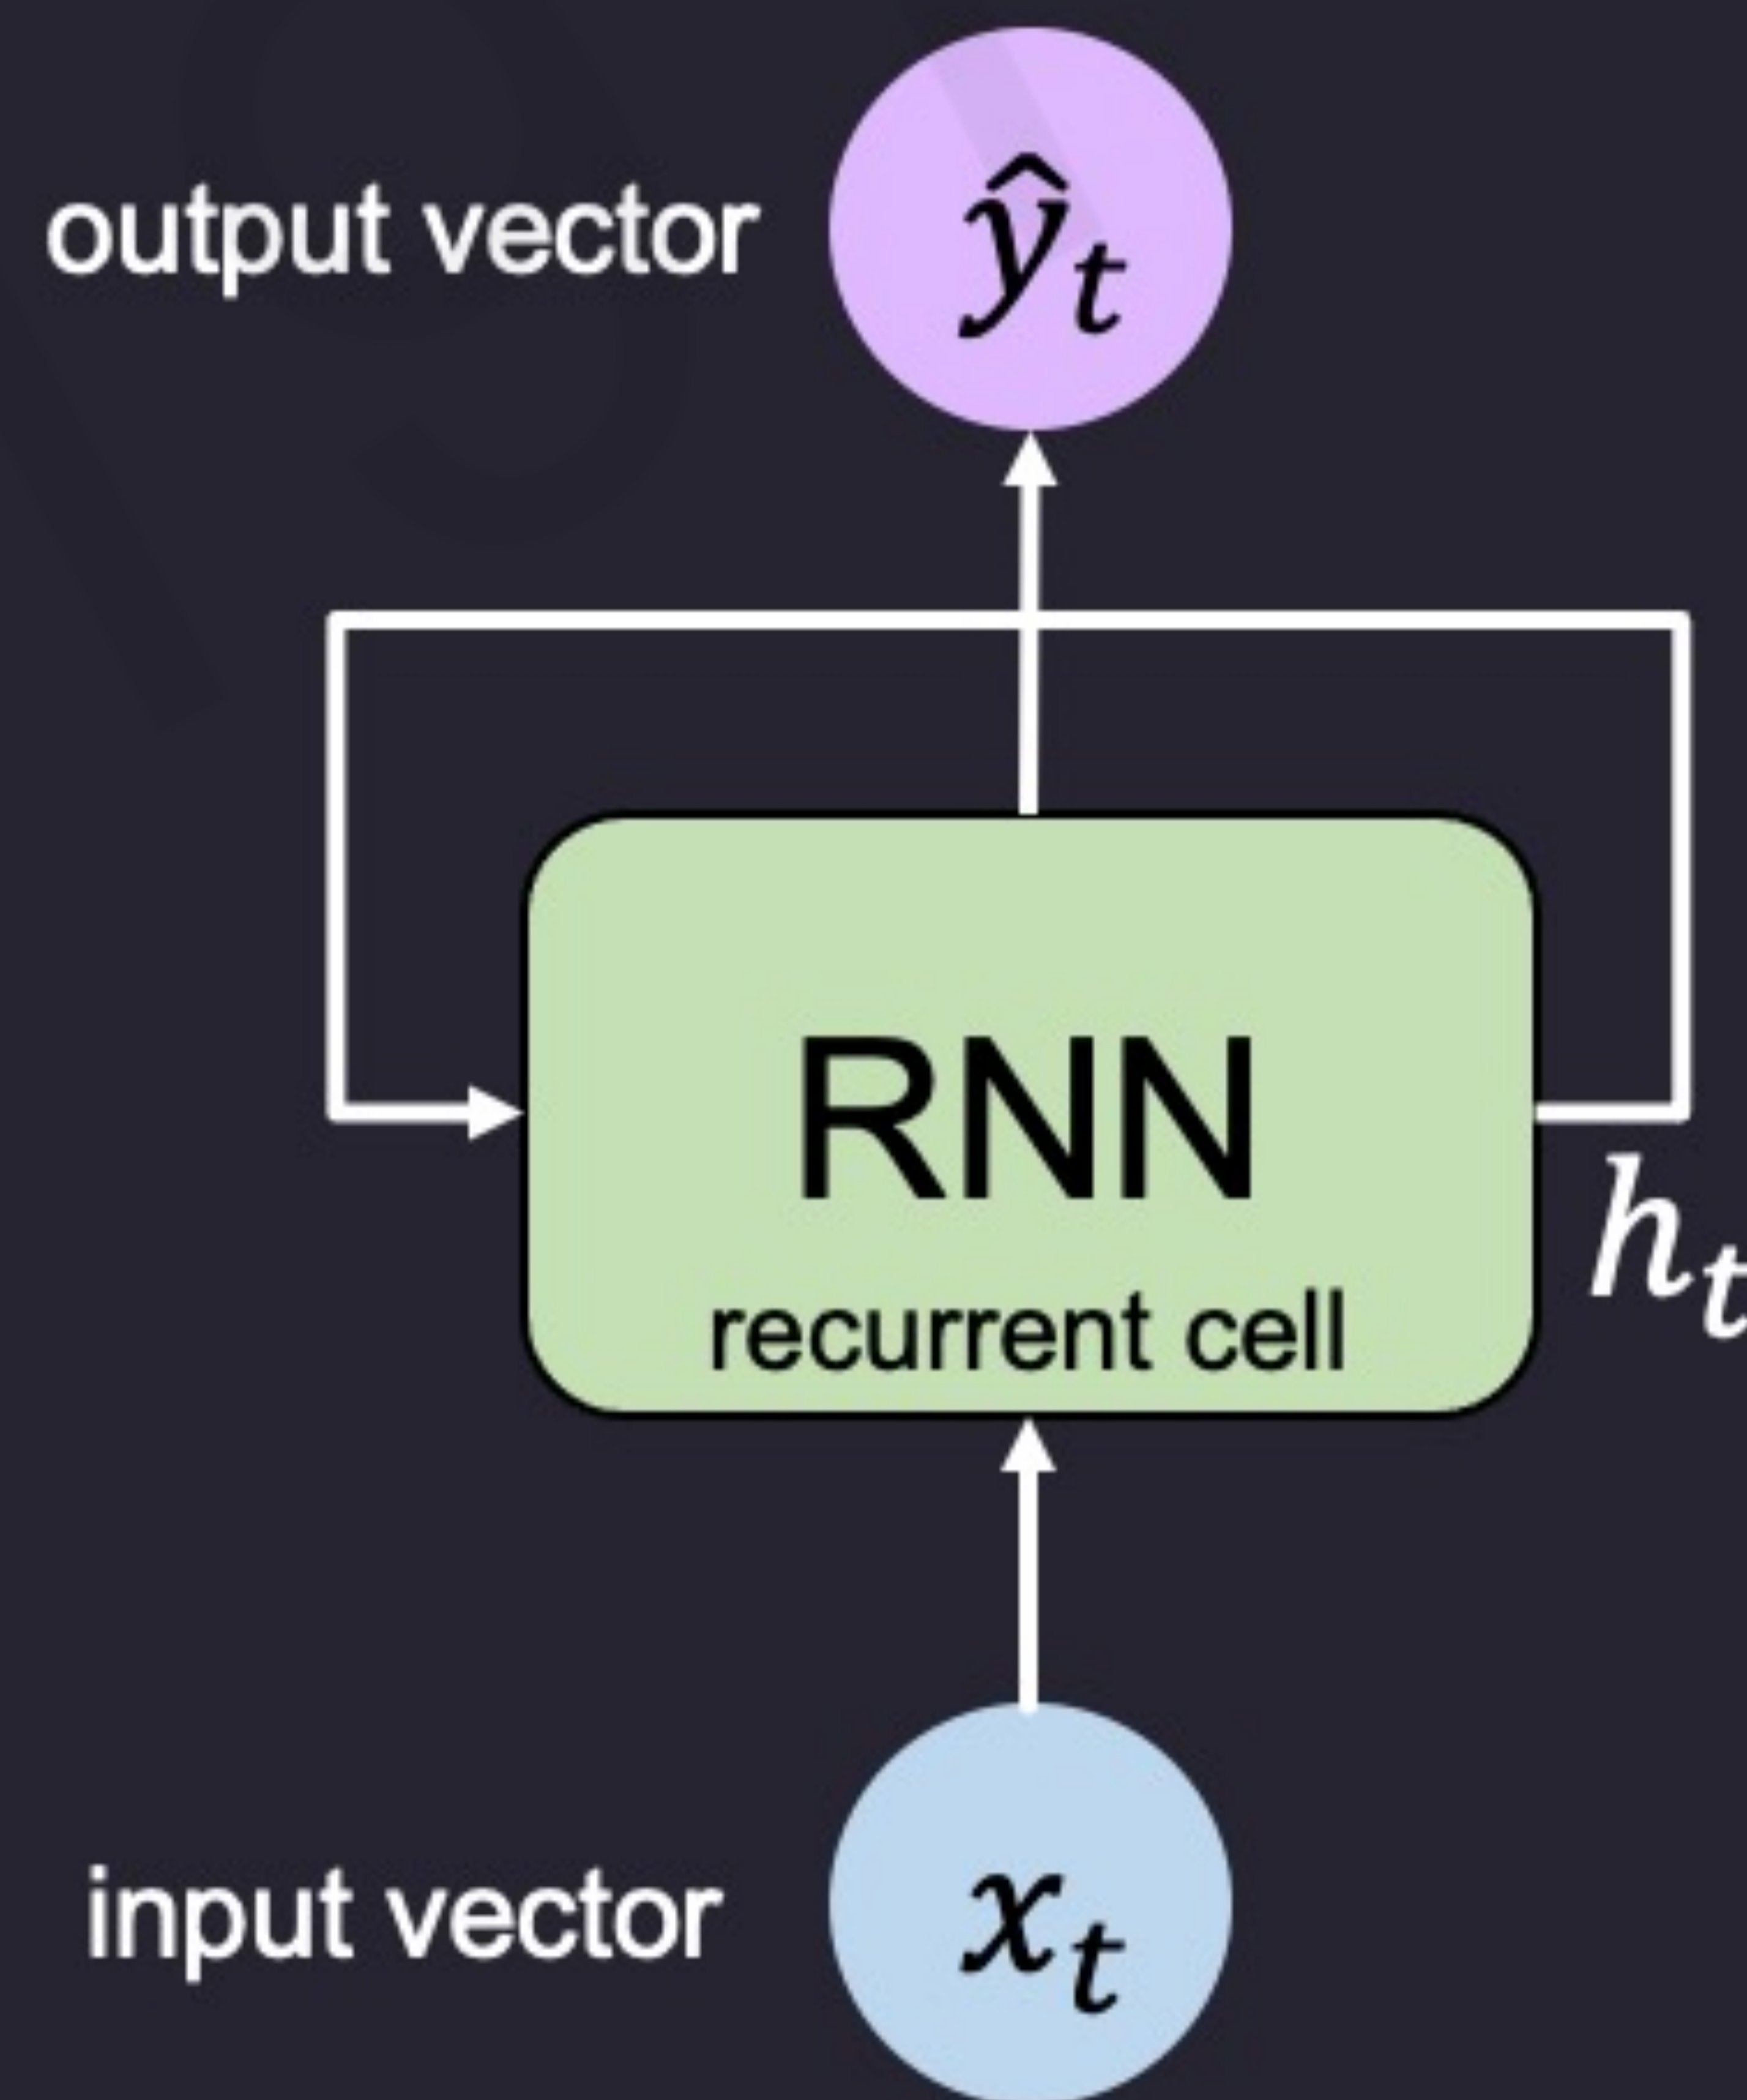 output vector
ŷₜ
RNN
hₜ
recurrent cell
input vector
xₜ